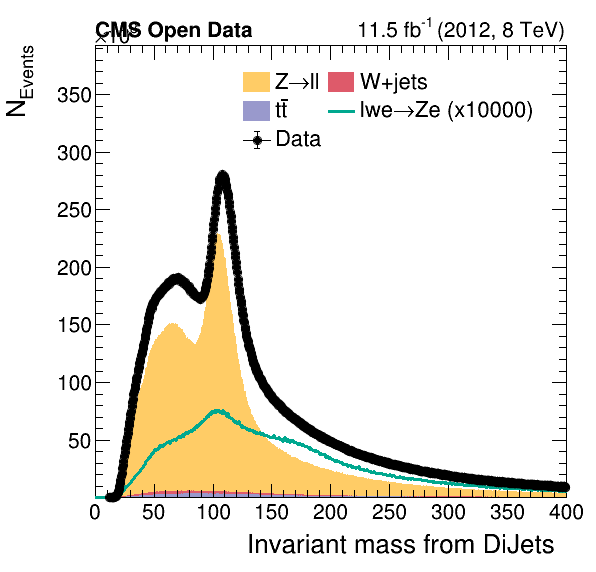 CMS Open Data 11.5 fb⁻¹ (2012, 8 TeV)
Z→ll W+jets
tt̄ lwe→Ze (x10000)
Data
N_Events
350
300
250
200
150
100
50
0 50 100 150 200 250 300 350 400
Invariant mass from DiJets